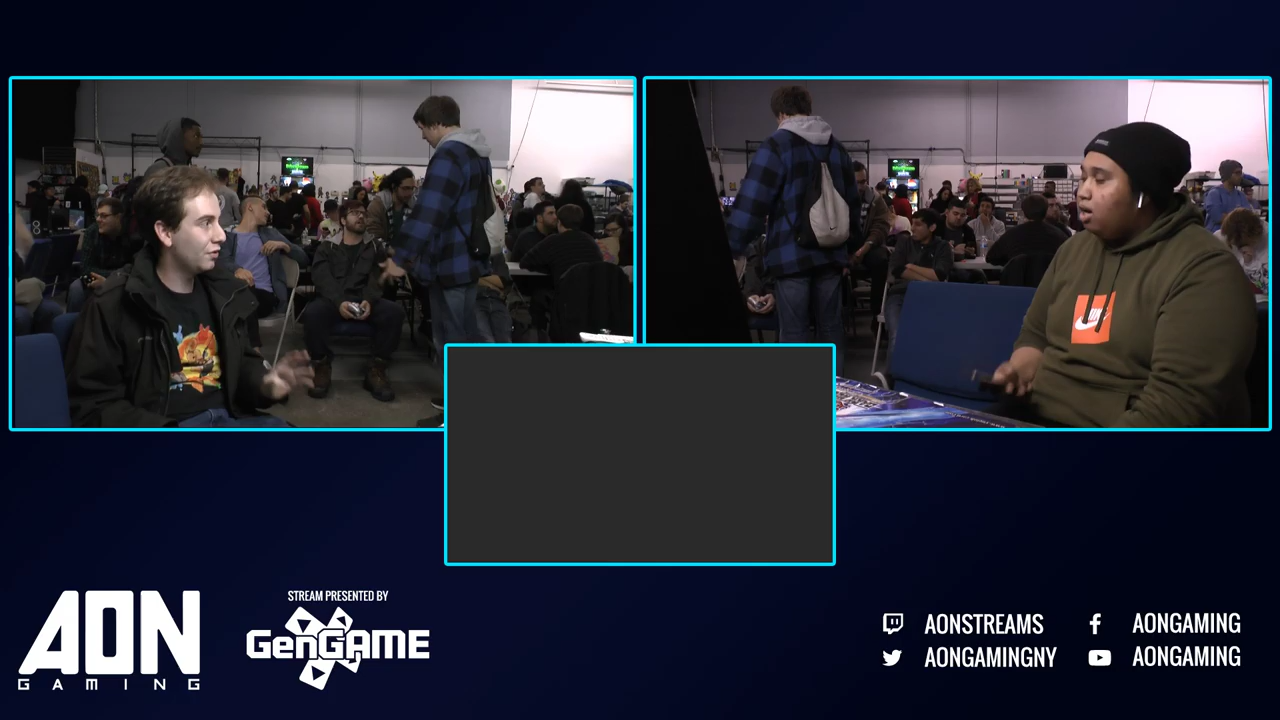 AON
GAMING
STREAM PRESENTED BY
GenGAME
AONSTREAMS
AONGAMING
AONGAMINGNY
AONGAMING